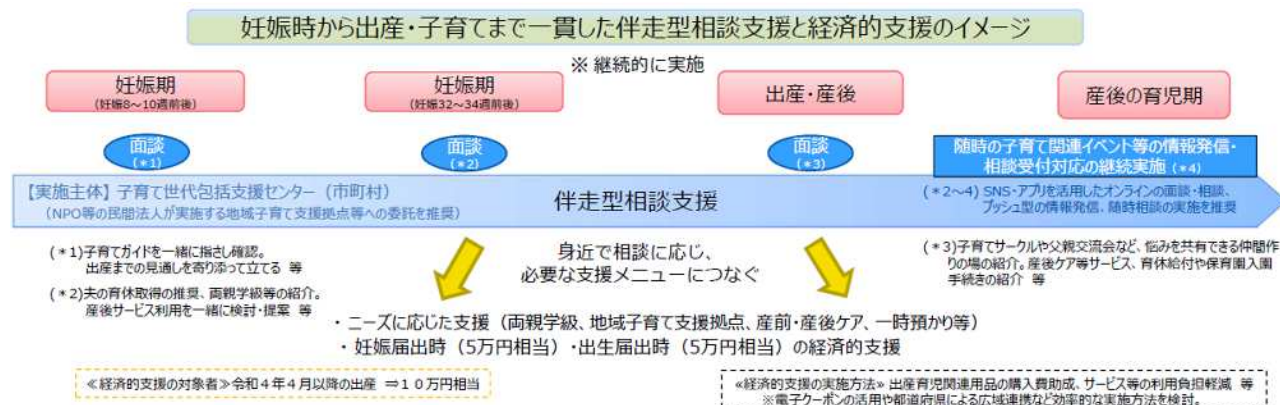 妊娠時から出産・子育てまで一貫した伴走型相談支援と経済的支援のイメージ
※ 継続的に実施
妊娠期
(妊娠8～10週前後)
妊娠期
(妊娠32～34週前後)
出産・産後
産後の育児期
面談
(*1)
面談
(*2)
面談
(*3)
随時の子育て関連イベント等の情報発信・
相談受付対応の継続実施 (*4)
【実施主体】子育て世代包括支援センター（市町村）
（NPO等の民間法人が実施する地域子育て支援拠点等への委託を推奨）
伴走型相談支援
(*2～4) SNS・アプリを活用したオンラインの面談・相談、
プッシュ型の情報発信、随時相談の実施を推奨
(*1)子育てガイドを一緒に指さし確認。
出産までの見通しを寄り添って立てる 等
(*2)夫の育休取得の推奨、両親学級等の紹介。
産後サービス利用を一緒に検討・提案 等
身近で相談に応じ、
必要な支援メニューにつなぐ
(*3)子育てサークルや父親交流会など、悩みを共有できる仲間作
りの場の紹介。産後ケア等サービス、育休給付や保育園入園
手続きの紹介 等
・ニーズに応じた支援（両親学級、地域子育て支援拠点、産前・産後ケア、一時預かり等）
・妊娠届出時（5万円相当）・出生届出時（5万円相当）の経済的支援
≪経済的支援の対象者≫令和４年４月以降の出産 ⇒１０万円相当
≪経済的支援の実施方法≫ 出産育児関連用品の購入費助成、サービス等の利用負担軽減 等
※電子クーポンの活用や都道府県による広域連携など効率的な実施方法を検討。